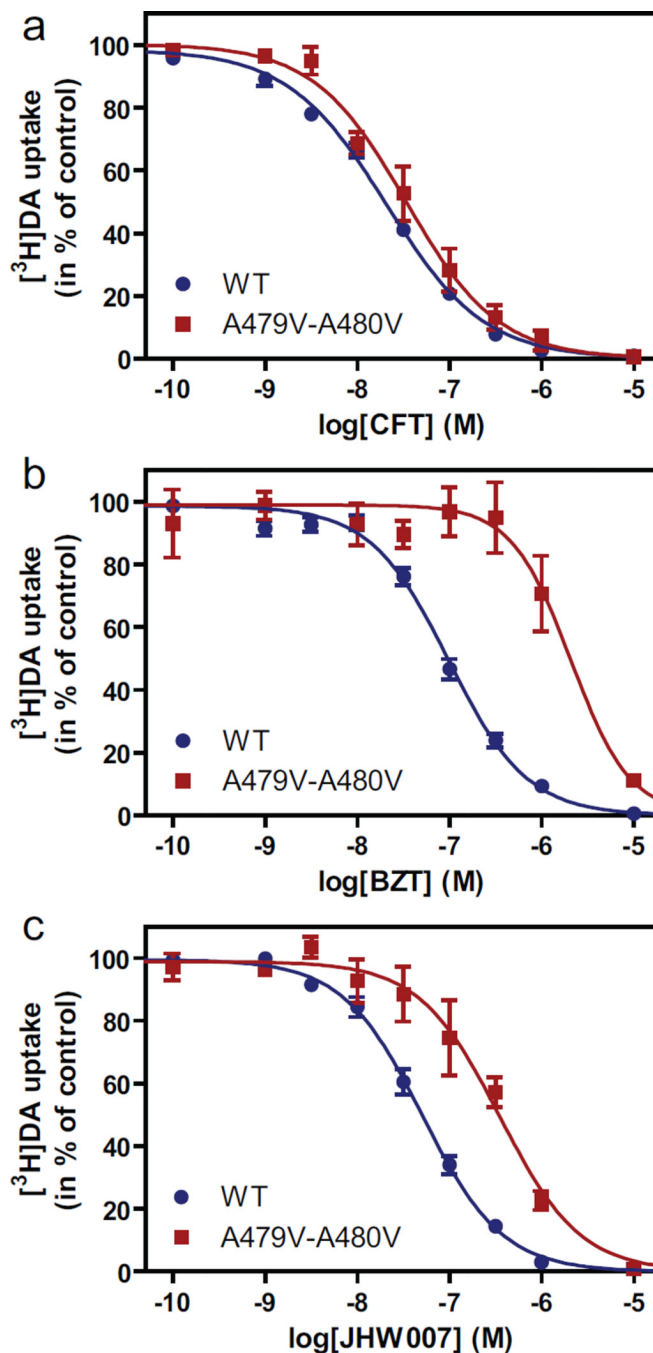 a
[³H]DA uptake
(in % of control)
100
80
60
40
20
0
WT
A479V-A480V
-10 -9 -8 -7 -6 -5
log[CFT] (M)
b
[³H]DA uptake
(in % of control)
100
80
60
40
20
0
WT
A479V-A480V
-10 -9 -8 -7 -6 -5
log[BZT] (M)
c
[³H]DA uptake
(in % of control)
100
80
60
40
20
0
WT
A479V-A480V
-10 -9 -8 -7 -6 -5
log[JHW007] (M)